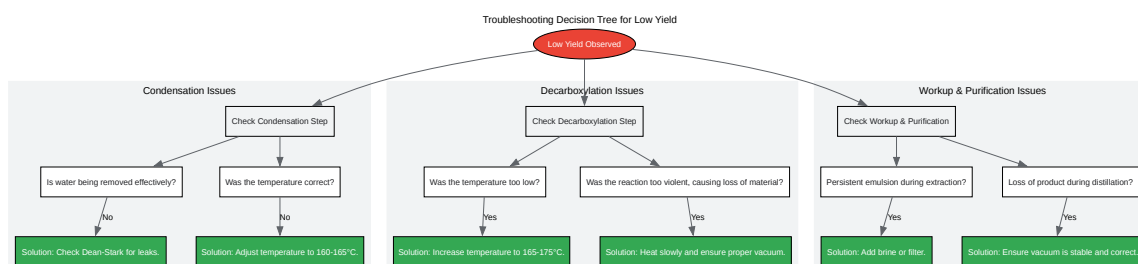 Troubleshooting Decision Tree for Low Yield
Low Yield Observed
Condensation Issues
Decarboxylation Issues
Workup & Purification Issues
Check Condensation Step
Check Decarboxylation Step
Check Workup & Purification
Is water being removed effectively?
Was the temperature correct?
Was the temperature too low?
Was the reaction too violent, causing loss of material?
Persistent emulsion during extraction?
Loss of product during distillation?
No
No
Yes
Yes
Yes
Yes
Solution: Check Dean-Stark for leaks.
Solution: Adjust temperature to 160-165°C.
Solution: Increase temperature to 165-175°C.
Solution: Heat slowly and ensure proper vacuum.
Solution: Add brine or filter.
Solution: Ensure vacuum is stable and correct.